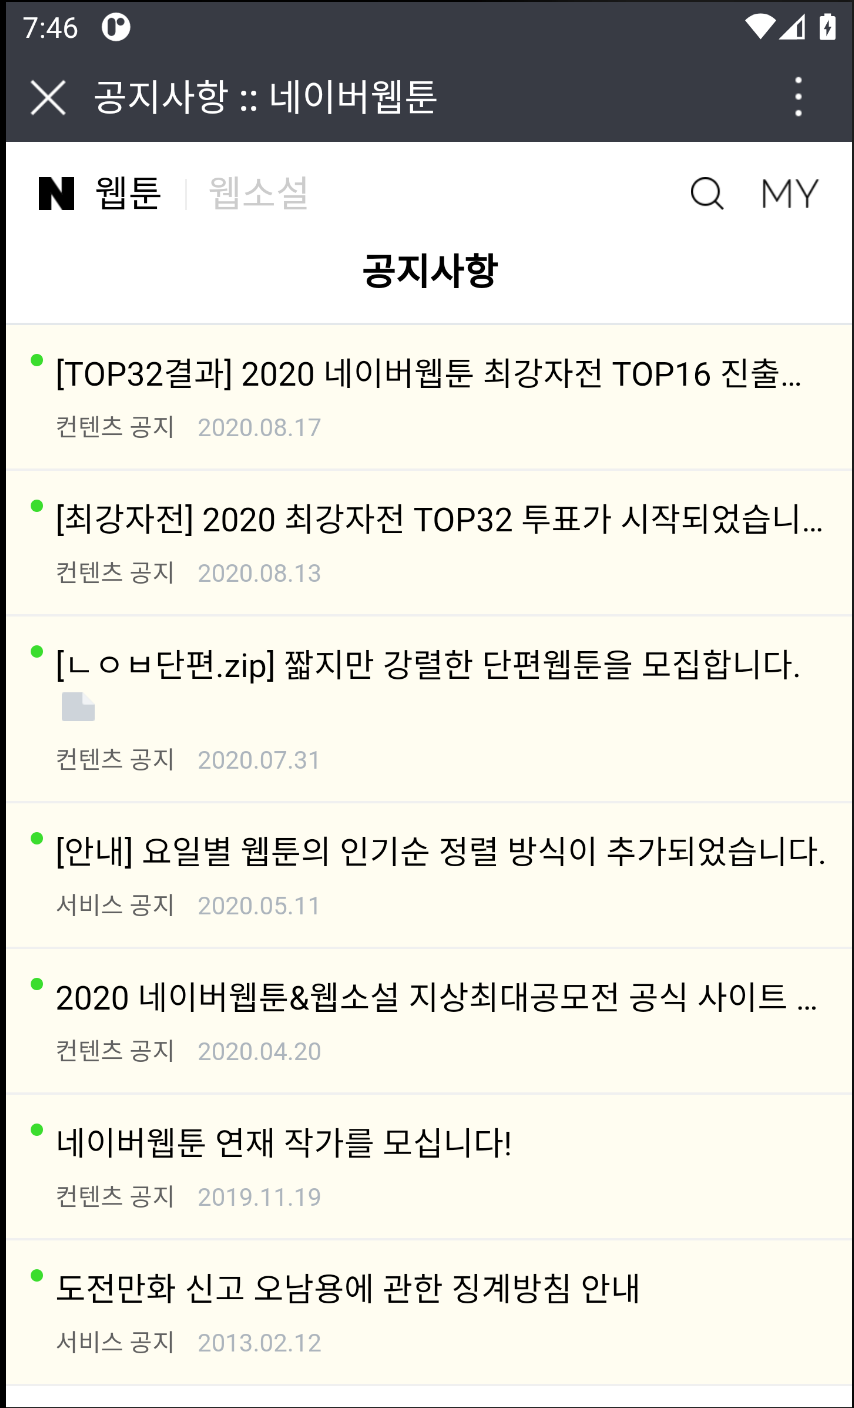 7:46
공지사항 :: 네이버웹툰
N 웹툰 웹소설 MY
공지사항
[TOP32결과] 2020 네이버웹툰 최강자전 TOP16 진출...
컨텐츠 공지 2020.08.17
[최강자전] 2020 최강자전 TOP32 투표가 시작되었습니...
컨텐츠 공지 2020.08.13
[ㄴㅇㅂ단편.zip] 짧지만 강렬한 단편웹툰을 모집합니다.
컨텐츠 공지 2020.07.31
[안내] 요일별 웹툰의 인기순 정렬 방식이 추가되었습니다.
서비스 공지 2020.05.11
2020 네이버웹툰&웹소설 지상최대공모전 공식 사이트 ...
컨텐츠 공지 2020.04.20
네이버웹툰 연재 작가를 모십니다!
컨텐츠 공지 2019.11.19
도전만화 신고 오남용에 관한 징계방침 안내
서비스 공지 2013.02.12